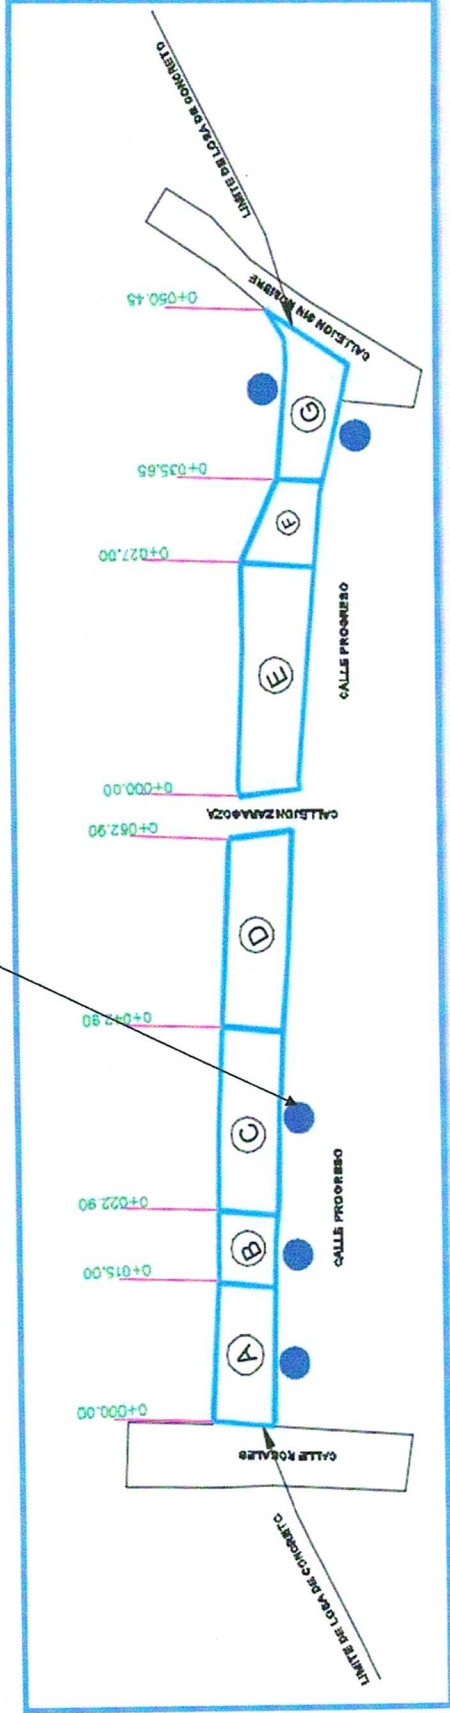 LIMITE DE LOSA DE CONCRETO
CALLEJON SIN NOMBRE
0+050.45
G
0+035.65
F
0+027.00
CALLE PROGRESO
E
0+000.00
CALLEJON ZARAGOZA
0+062.90
D
0+042.90
C
0+022.90
CALLE PROGRESO
B
0+015.00
A
0+000.00
CALLE ROSALES
LIMITE DE LOSA DE CONCRETO